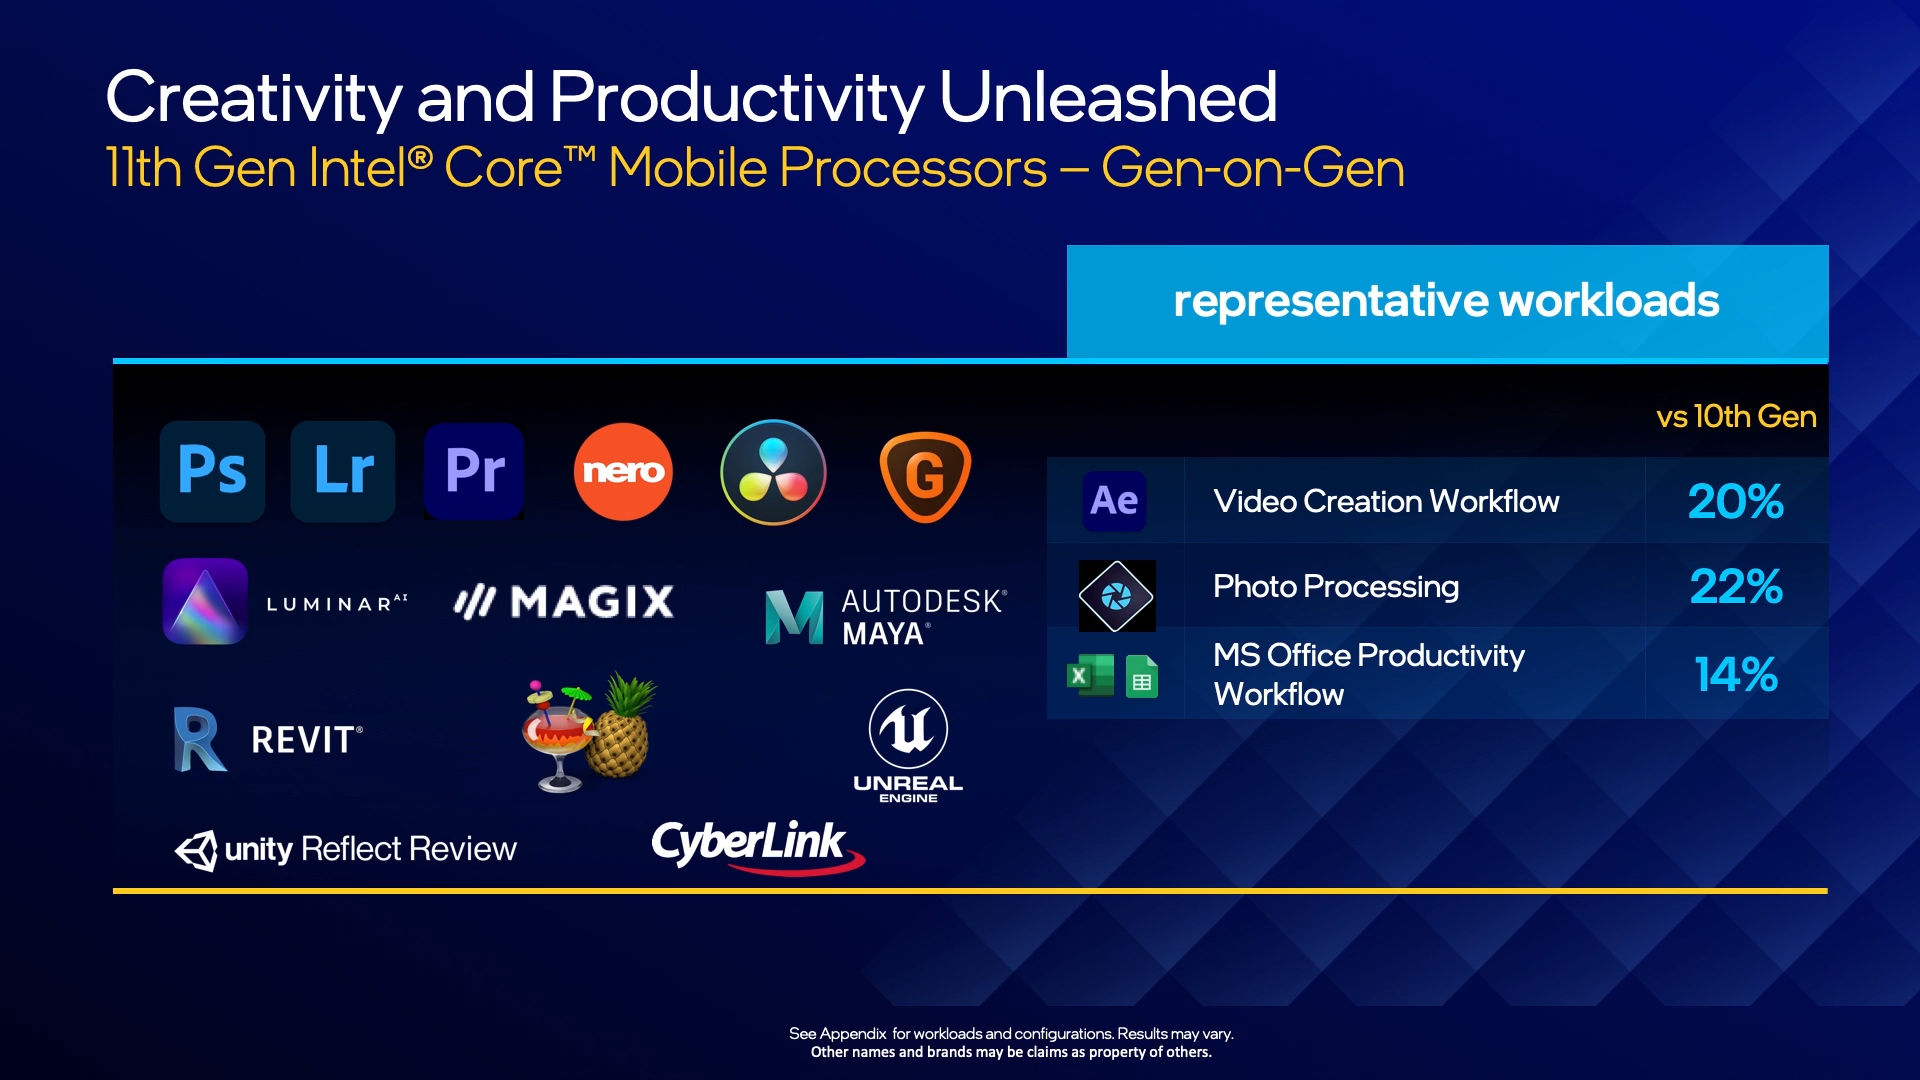 Creativity and Productivity Unleashed
11th Gen Intel® Core™ Mobile Processors – Gen-on-Gen
representative workloads
vs 10th Gen
Ps
Lr
Pr
nero
G
Ae
Video Creation Workflow
20%
LUMINAR AI
MAGIX
AUTODESK®
MAYA®
Photo Processing
22%
X
MS Office Productivity
Workflow
14%
R
REVIT®
UNREAL
ENGINE
unity Reflect Review
CyberLink
See Appendix for workloads and configurations. Results may vary.
Other names and brands may be claims as property of others.